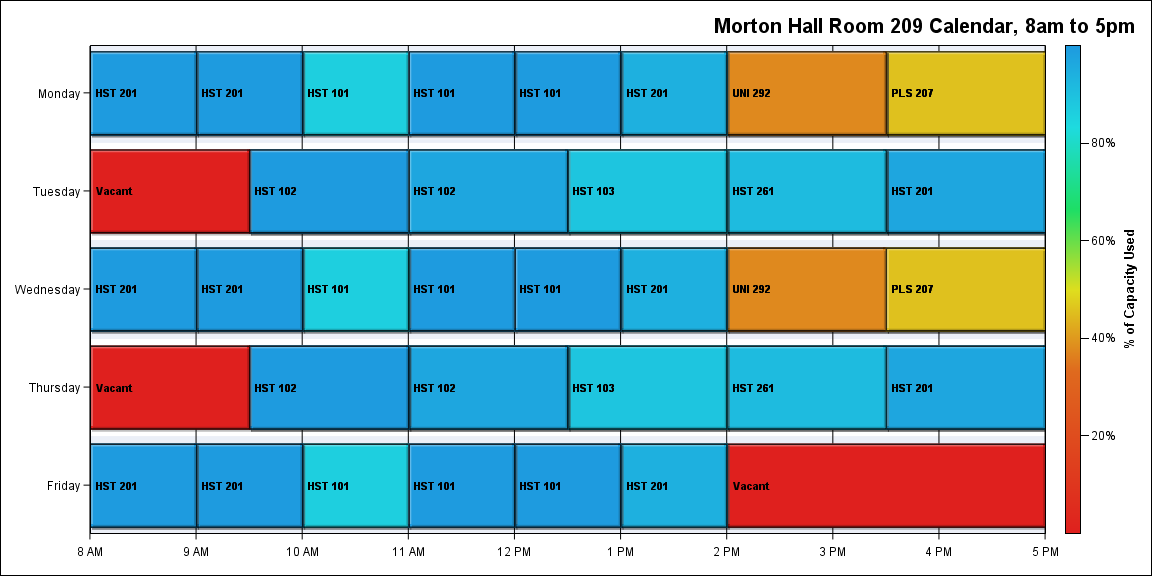 Morton Hall Room 209 Calendar, 8am to 5pm
Monday
HST 201
HST 201
HST 101
HST 101
HST 101
HST 201
UNI 292
PLS 207
Tuesday
Vacant
HST 102
HST 102
HST 103
HST 261
HST 201
Wednesday
HST 201
HST 201
HST 101
HST 101
HST 101
HST 201
UNI 292
PLS 207
Thursday
Vacant
HST 102
HST 102
HST 103
HST 261
HST 201
Friday
HST 201
HST 201
HST 101
HST 101
HST 101
HST 201
Vacant
8 AM
9 AM
10 AM
11 AM
12 PM
1 PM
2 PM
3 PM
4 PM
5 PM
80%
60%
40%
20%
% of Capacity Used